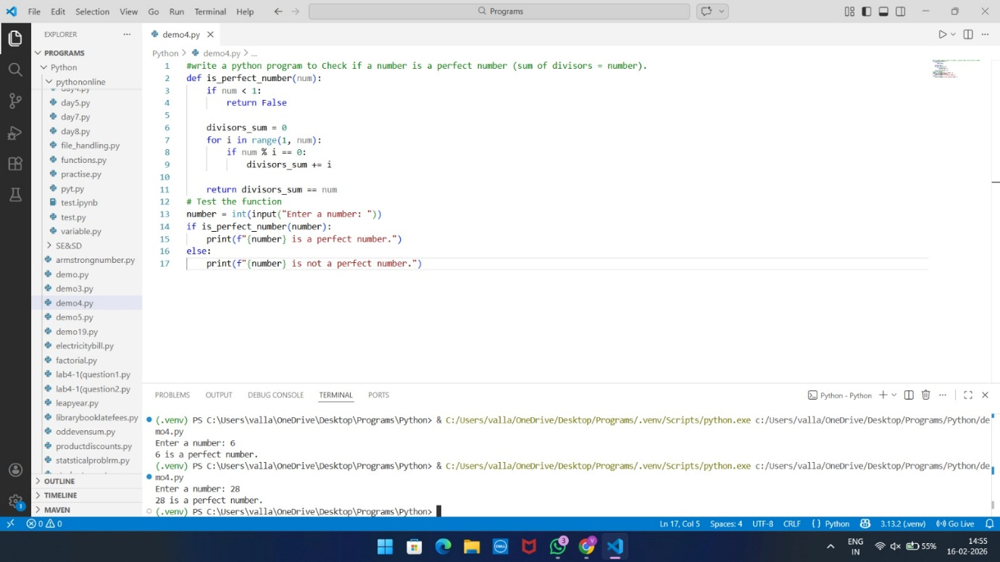 File Edit Selection View Go Run Terminal Help
Programs
EXPLORER
PROGRAMS
Python
pythononline
day4.py
day5.py
day7.py
day8.py
file_handling.py
functions.py
practise.py
pyt.py
test.ipynb
test.py
variable.py
SE&SD
armstrongnumber.py
demo.py
demo3.py
demo4.py
demo5.py
demo19.py
electricitybill.py
factorial.py
lab4-1(question1.py
lab4-1(question2.py
leapyear.py
librarybooklatefees.py
oddevensum.py
productdiscounts.py
statsticalproblrm.py
OUTLINE
TIMELINE
MAVEN
demo4.py
Python > demo4.py > ...
1 #write a python program to Check if a number is a perfect number (sum of divisors = number).
2 def is_perfect_number(num):
3     if num < 1:
4         return False
5
6     divisors_sum = 0
7     for i in range(1, num):
8         if num % i == 0:
9             divisors_sum += i
10
11     return divisors_sum == num
12 # Test the function
13 number = int(input("Enter a number: "))
14 if is_perfect_number(number):
15     print(f"{number} is a perfect number.")
16 else:
17     print(f"{number} is not a perfect number.")
PROBLEMS OUTPUT DEBUG CONSOLE TERMINAL PORTS
Python - Python
(.venv) PS C:\Users\valla\OneDrive\Desktop\Programs\Python> & C:/Users/valla/OneDrive/Desktop/Programs/.venv/Scripts/python.exe c:/Users/valla/OneDrive/Desktop/Programs/Python/de
mo4.py
Enter a number: 6
6 is a perfect number.
(.venv) PS C:\Users\valla\OneDrive\Desktop\Programs\Python> & C:/Users/valla/OneDrive/Desktop/Programs/.venv/Scripts/python.exe c:/Users/valla/OneDrive/Desktop/Programs/Python/de
mo4.py
Enter a number: 28
28 is a perfect number.
(.venv) PS C:\Users\valla\OneDrive\Desktop\Programs\Python>
1
0 0
Ln 17, Col 5 Spaces: 4 UTF-8 CRLF {} Python 3.13.2 (.venv) Go Live
DELL
3
V
ENG
IN
55%
14:55
16-02-2026